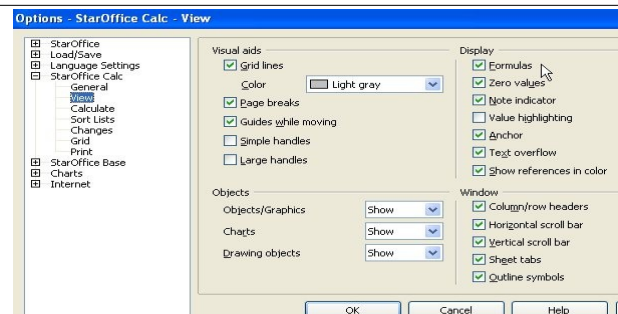 Options - StarOffice Calc - View
StarOffice
Load/Save
Language Settings
StarOffice Calc
General
View
Calculate
Sort Lists
Changes
Grid
Print
StarOffice Base
Charts
Internet
Visual aids
Grid lines
Color Light gray
Page breaks
Guides while moving
Simple handles
Large handles
Display
Formulas
Zero values
Note indicator
Value highlighting
Anchor
Text overflow
Show references in color
Objects
Objects/Graphics Show
Charts Show
Drawing objects Show
Window
Column/row headers
Horizontal scroll bar
Vertical scroll bar
Sheet tabs
Outline symbols
OK Cancel Help